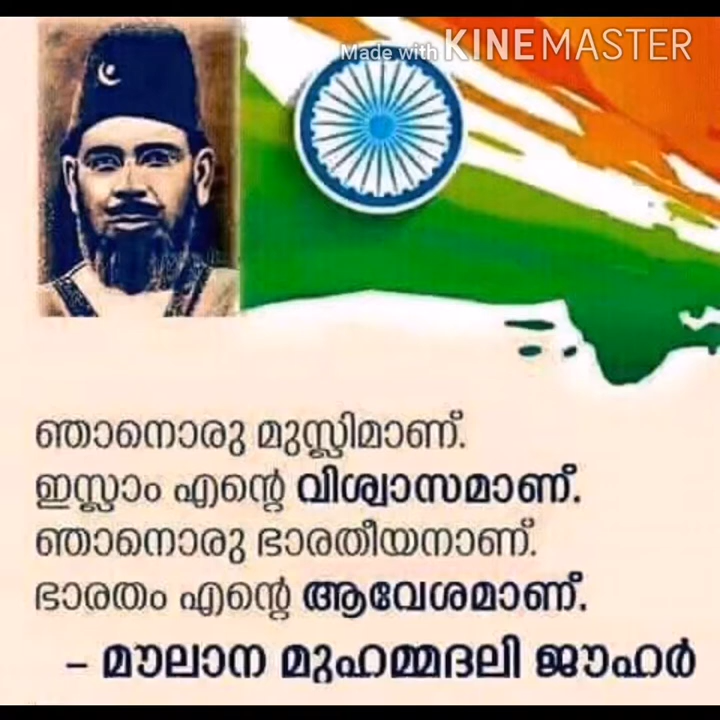 Made with KINEMASTER
ഞാനൊരു മുസ്ലിമാണ്.
ഇസ്ലാം എന്റെ വിശ്വാസമാണ്.
ഞാനൊരു ഭാരതീയനാണ്.
ഭാരതം എന്റെ ആവേശമാണ്.
– മൗലാന മുഹമ്മദലി ജൗഹർ